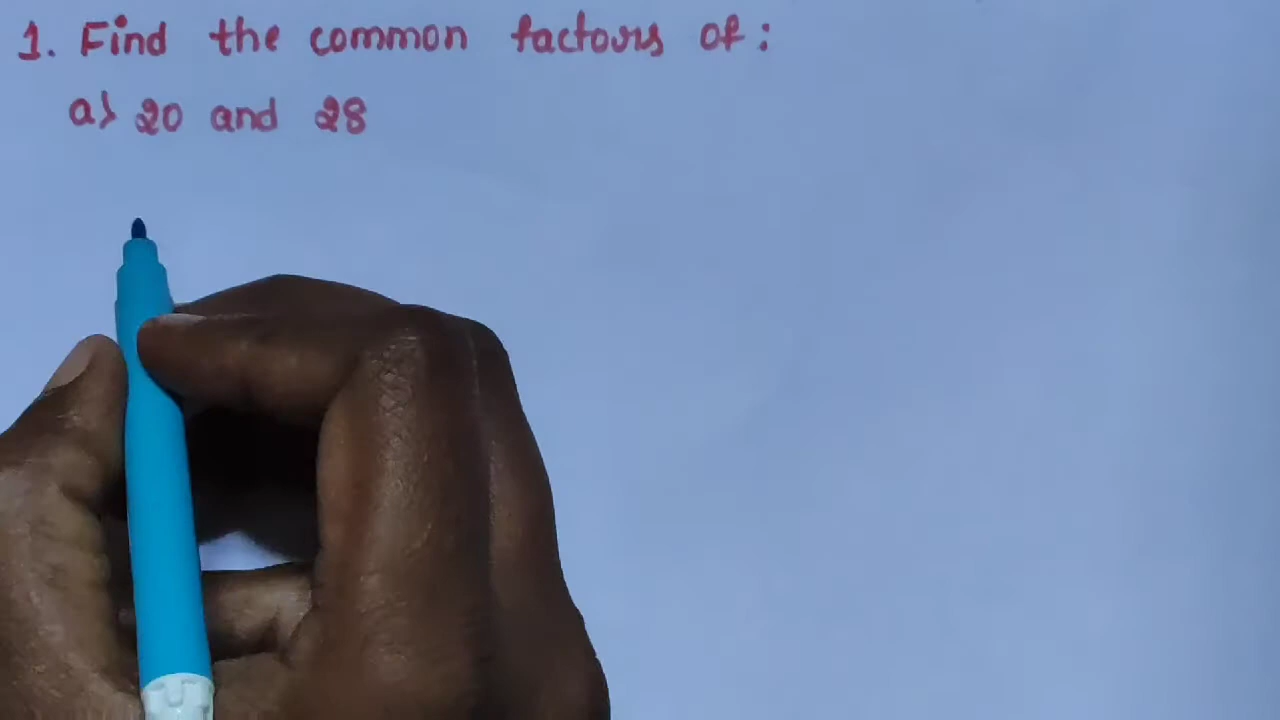 1. Find the common factors of :
a) 20 and 28